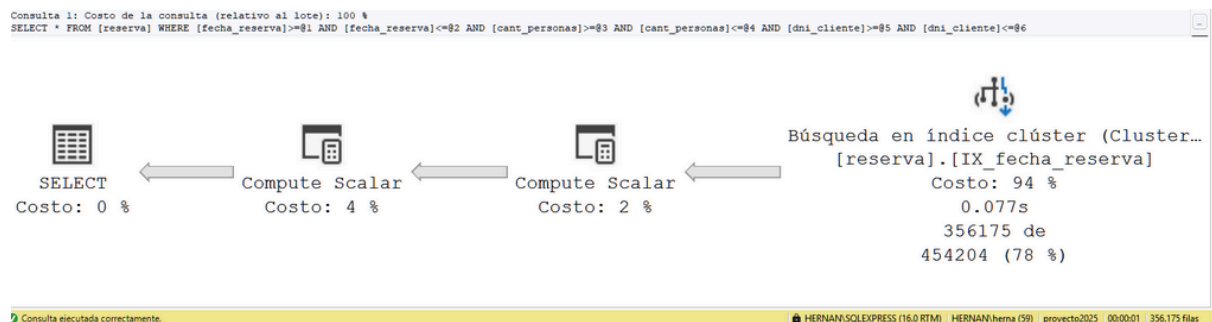 Consulta 1: Costo de la consulta (relativo al lote): 100 %
SELECT * FROM [reserva] WHERE [fecha_reserva]>=@1 AND [fecha_reserva]<=@2 AND [cant_personas]>=@3 AND [cant_personas]<=@4 AND [dni_cliente]>=@5 AND [dni_cliente]<=@6
SELECT
Costo: 0 %
Compute Scalar
Costo: 4 %
Compute Scalar
Costo: 2 %
Búsqueda en índice clúster (Cluster…
[reserva].[IX_fecha_reserva]
Costo: 94 %
0.077s
356175 de
454204 (78 %)
Consulta ejecutada correctamente.
HERNAN\SQLEXPRESS (16.0 RTM) HERNAN\herna (59) proyecto2025 00:00:01 356.175 filas